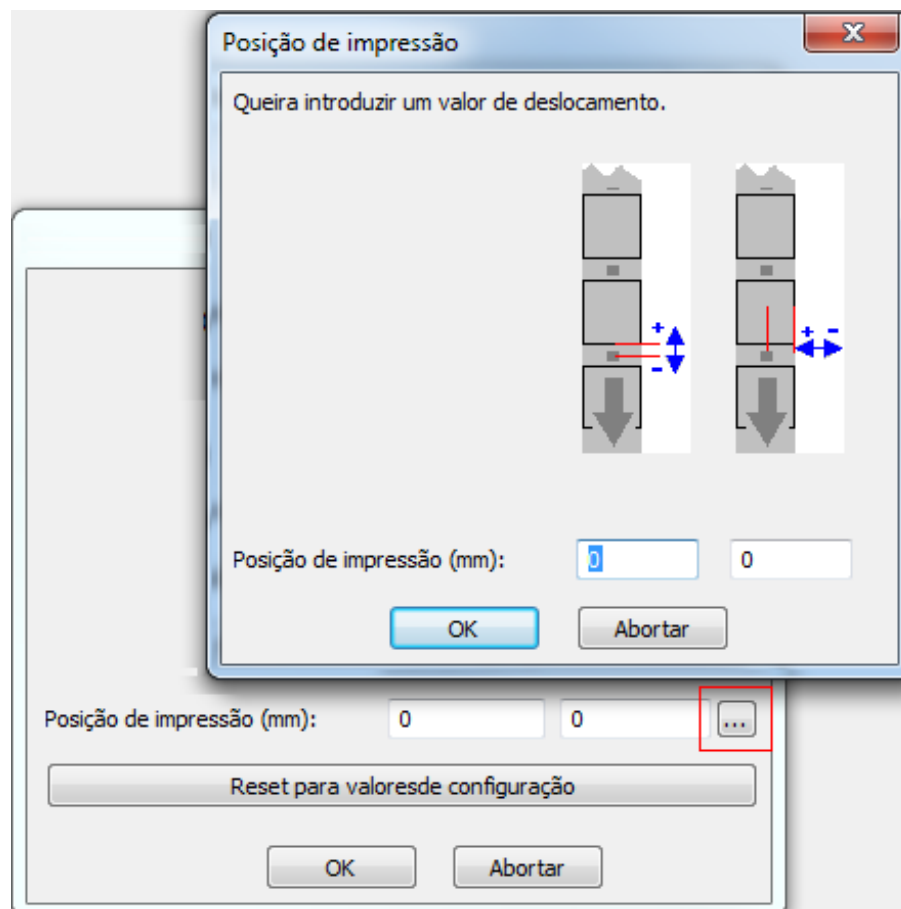 Posição de impressão
Queira introduzir um valor de deslocamento.
+
-
+ -
Posição de impressão (mm): 0 0
OK Abortar
Posição de impressão (mm): 0 0 ...
Reset para valoresde configuração
OK Abortar